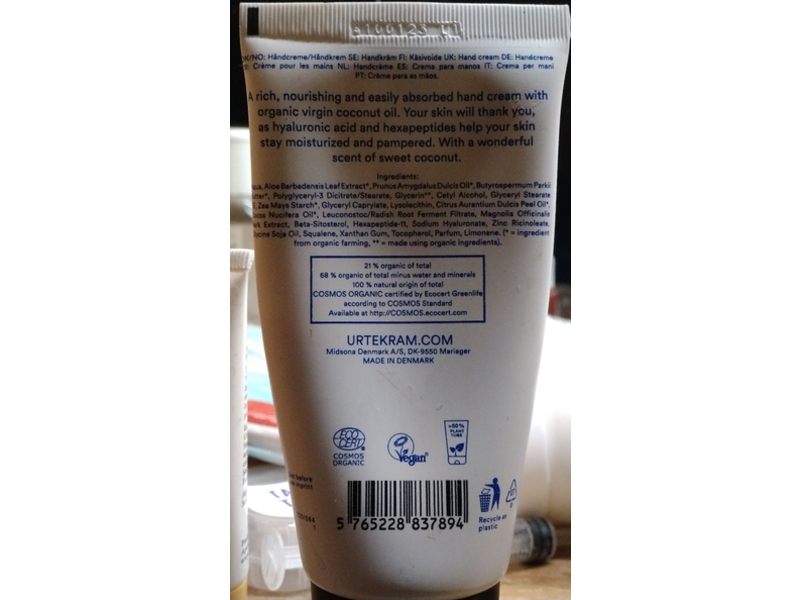 NO: Håndcreme/Håndkrem SE: Handkräm FI: Käsivoide UK: Hand cream DE: Handcreme
Crème pour les mains NL: Handcrème ES: Crema para manos IT: Crema per mani
PT: Crème para as mãos.
A rich, nourishing and easily absorbed hand cream with
organic virgin coconut oil. Your skin will thank you,
as hyaluronic acid and hexapeptides help your skin
stay moisturized and pampered. With a wonderful
scent of sweet coconut.
Ingredients:
Aloe Barbadensis Leaf Extract*, Prunus Amygdalus Dulcis Oil*, Butyrospermum Parkii
Polyglyceryl-3 Dicitrate/Stearate, Glycerin**, Cetyl Alcohol, Glyceryl Stearate
Zea Mays Starch*, Glyceryl Caprylate, Lysolecithin, Citrus Aurantium Dulcis Peel Oil*,
Nucifera Oil*, Leuconostoc/Radish Root Ferment Filtrate, Magnolia Officinalis
Extract, Beta-Sitosterol, Hexapeptide-11, Sodium Hyaluronate, Zinc Ricinoleate,
Soja Oil, Squalene, Xanthan Gum, Tocopherol, Parfum, Limonene. (* = ingredient
from organic farming, ** = made using organic ingredients).
21 % organic of total
68 % organic of total minus water and minerals
100 % natural origin of total
COSMOS ORGANIC certified by Ecocert Greenlife
according to COSMOS Standard
Available at http://COSMOS.ecocert.com
URTEKRAM.COM
Midsona Denmark A/S, DK-9550 Mariager
MADE IN DENMARK
ECO
CERT
COSMOS
ORGANIC
Vegan
>50%
PLANT
TUBE
before
imprint
5 765228 837894
Recycle as
plastic